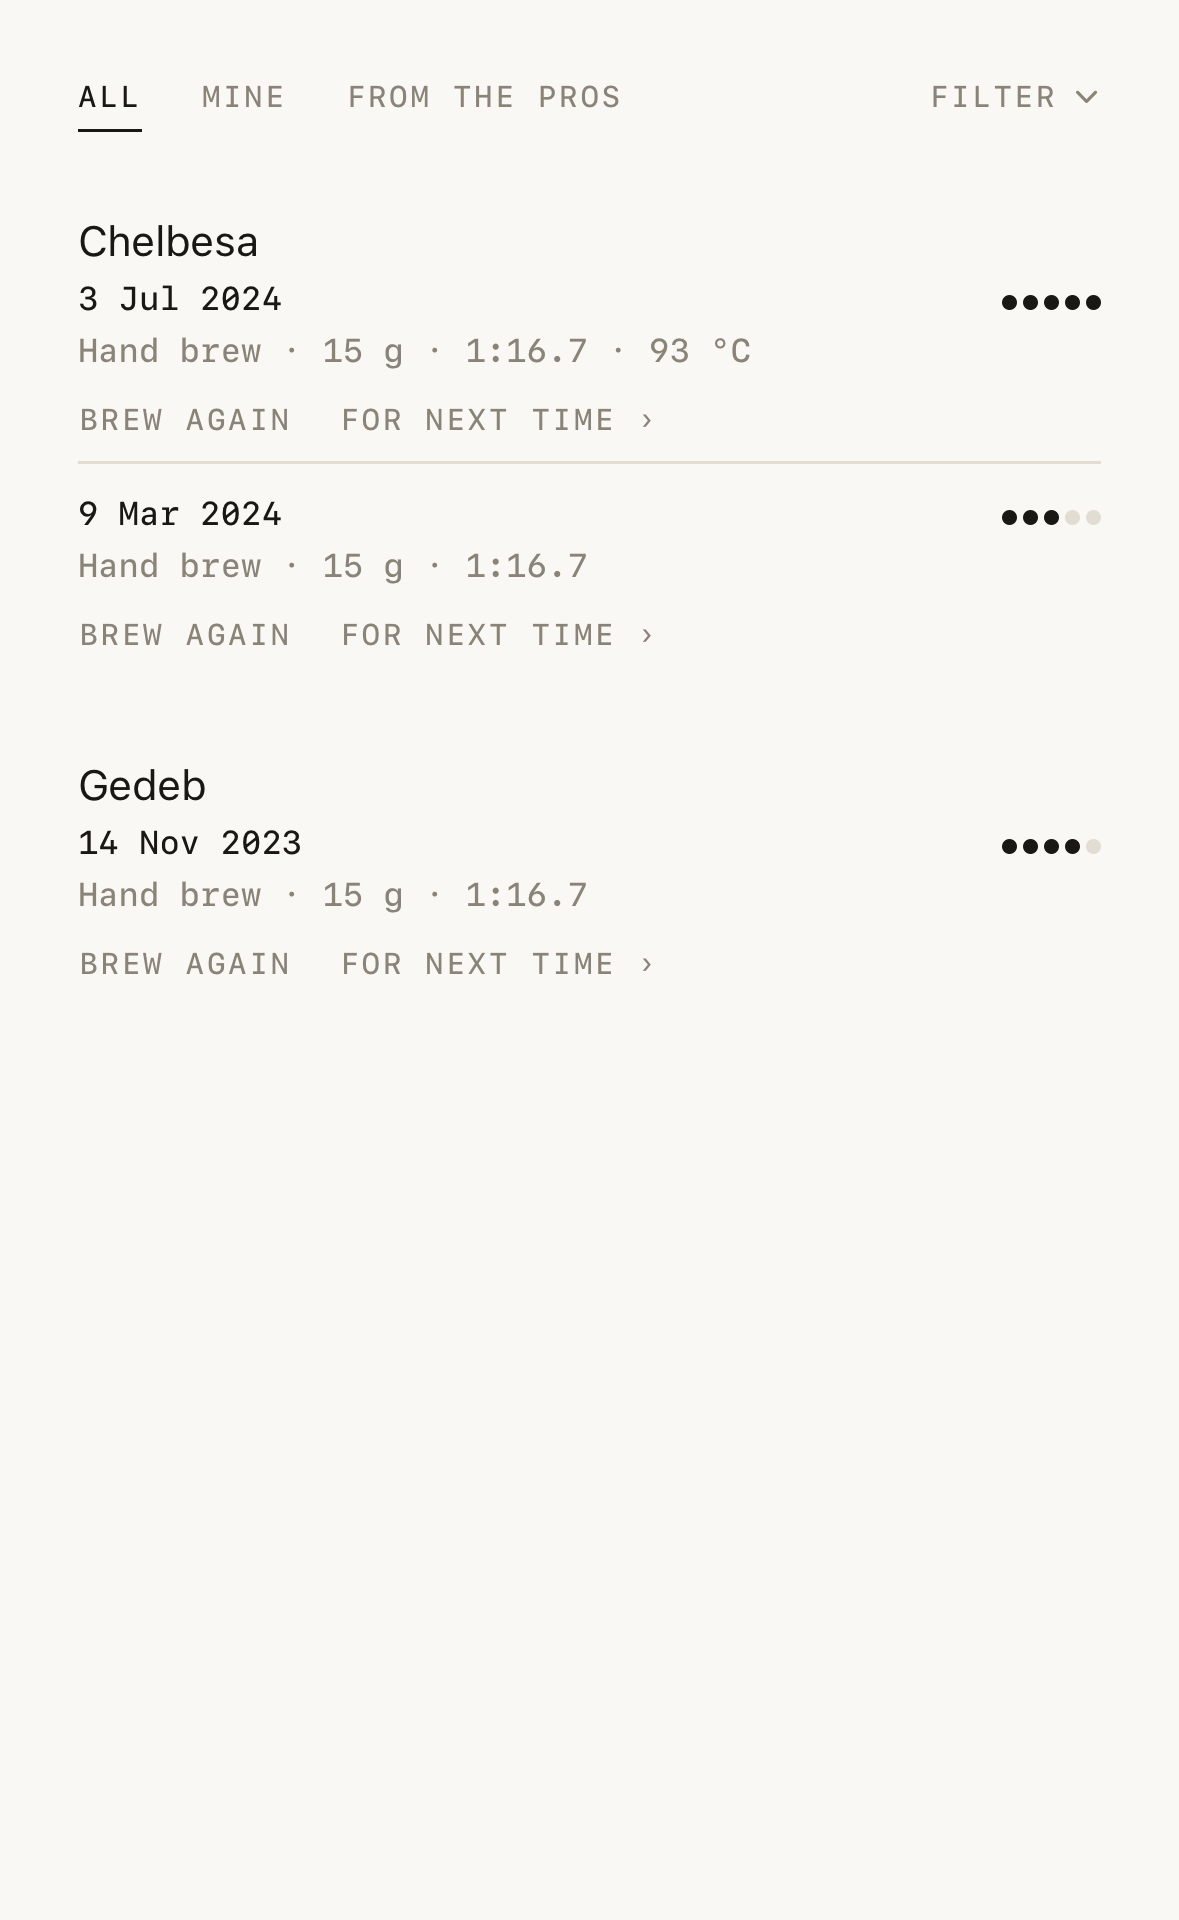 ALL MINE FROM THE PROS FILTER
Chelbesa
3 Jul 2024
Hand brew · 15 g · 1:16.7 · 93 °C
BREW AGAIN FOR NEXT TIME ›
9 Mar 2024
Hand brew · 15 g · 1:16.7
BREW AGAIN FOR NEXT TIME ›
Gedeb
14 Nov 2023
Hand brew · 15 g · 1:16.7
BREW AGAIN FOR NEXT TIME ›